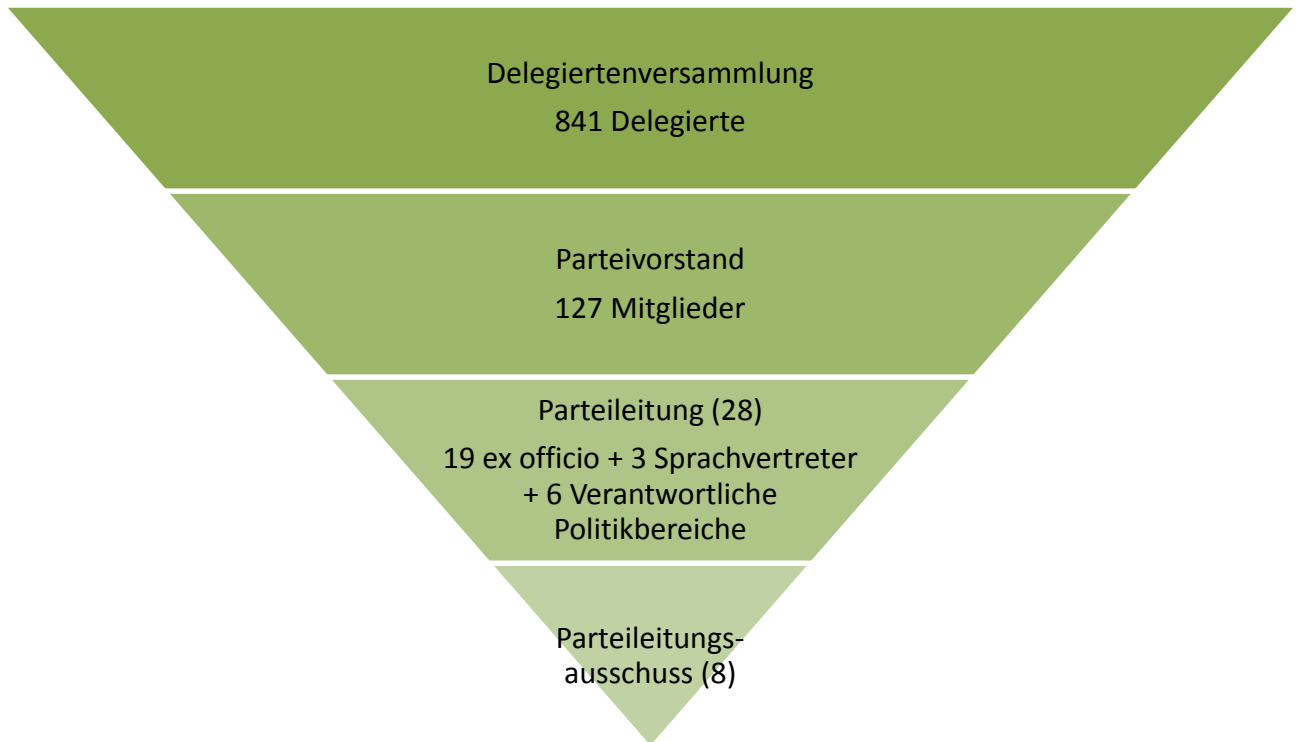 Delegiertenversammlung
841 Delegierte
Parteivorstand
127 Mitglieder
Parteileitung (28)
19 ex officio + 3 Sprachvertreter
+ 6 Verantwortliche
Politikbereiche
Parteileitungs-
ausschuss (8)